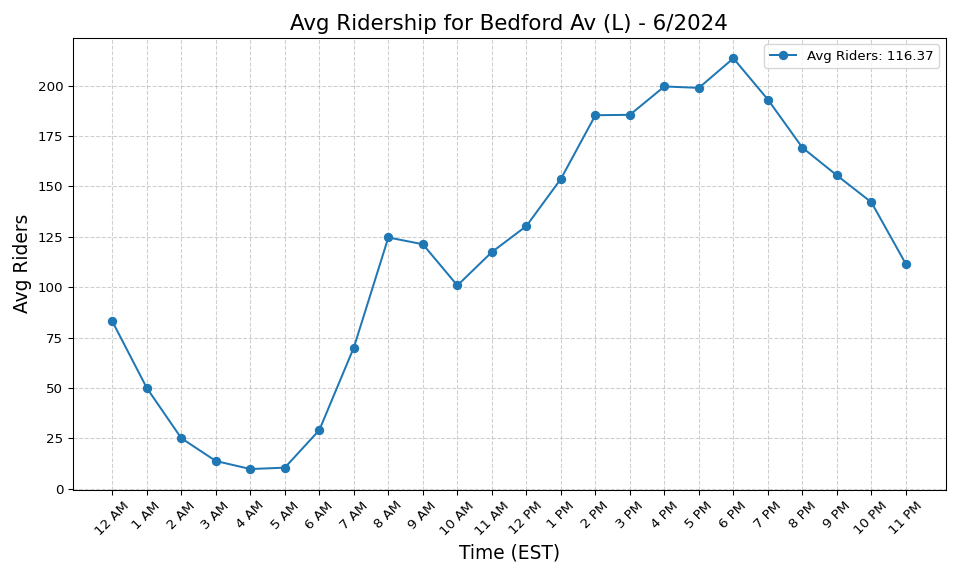 Avg Ridership for Bedford Av (L) - 6/2024
Avg Riders: 116.37
Avg Riders
200
175
150
125
100
75
50
25
0
12 AM
1 AM
2 AM
3 AM
4 AM
5 AM
6 AM
7 AM
8 AM
9 AM
10 AM
11 AM
12 PM
1 PM
2 PM
3 PM
4 PM
5 PM
6 PM
7 PM
8 PM
9 PM
10 PM
11 PM
Time (EST)